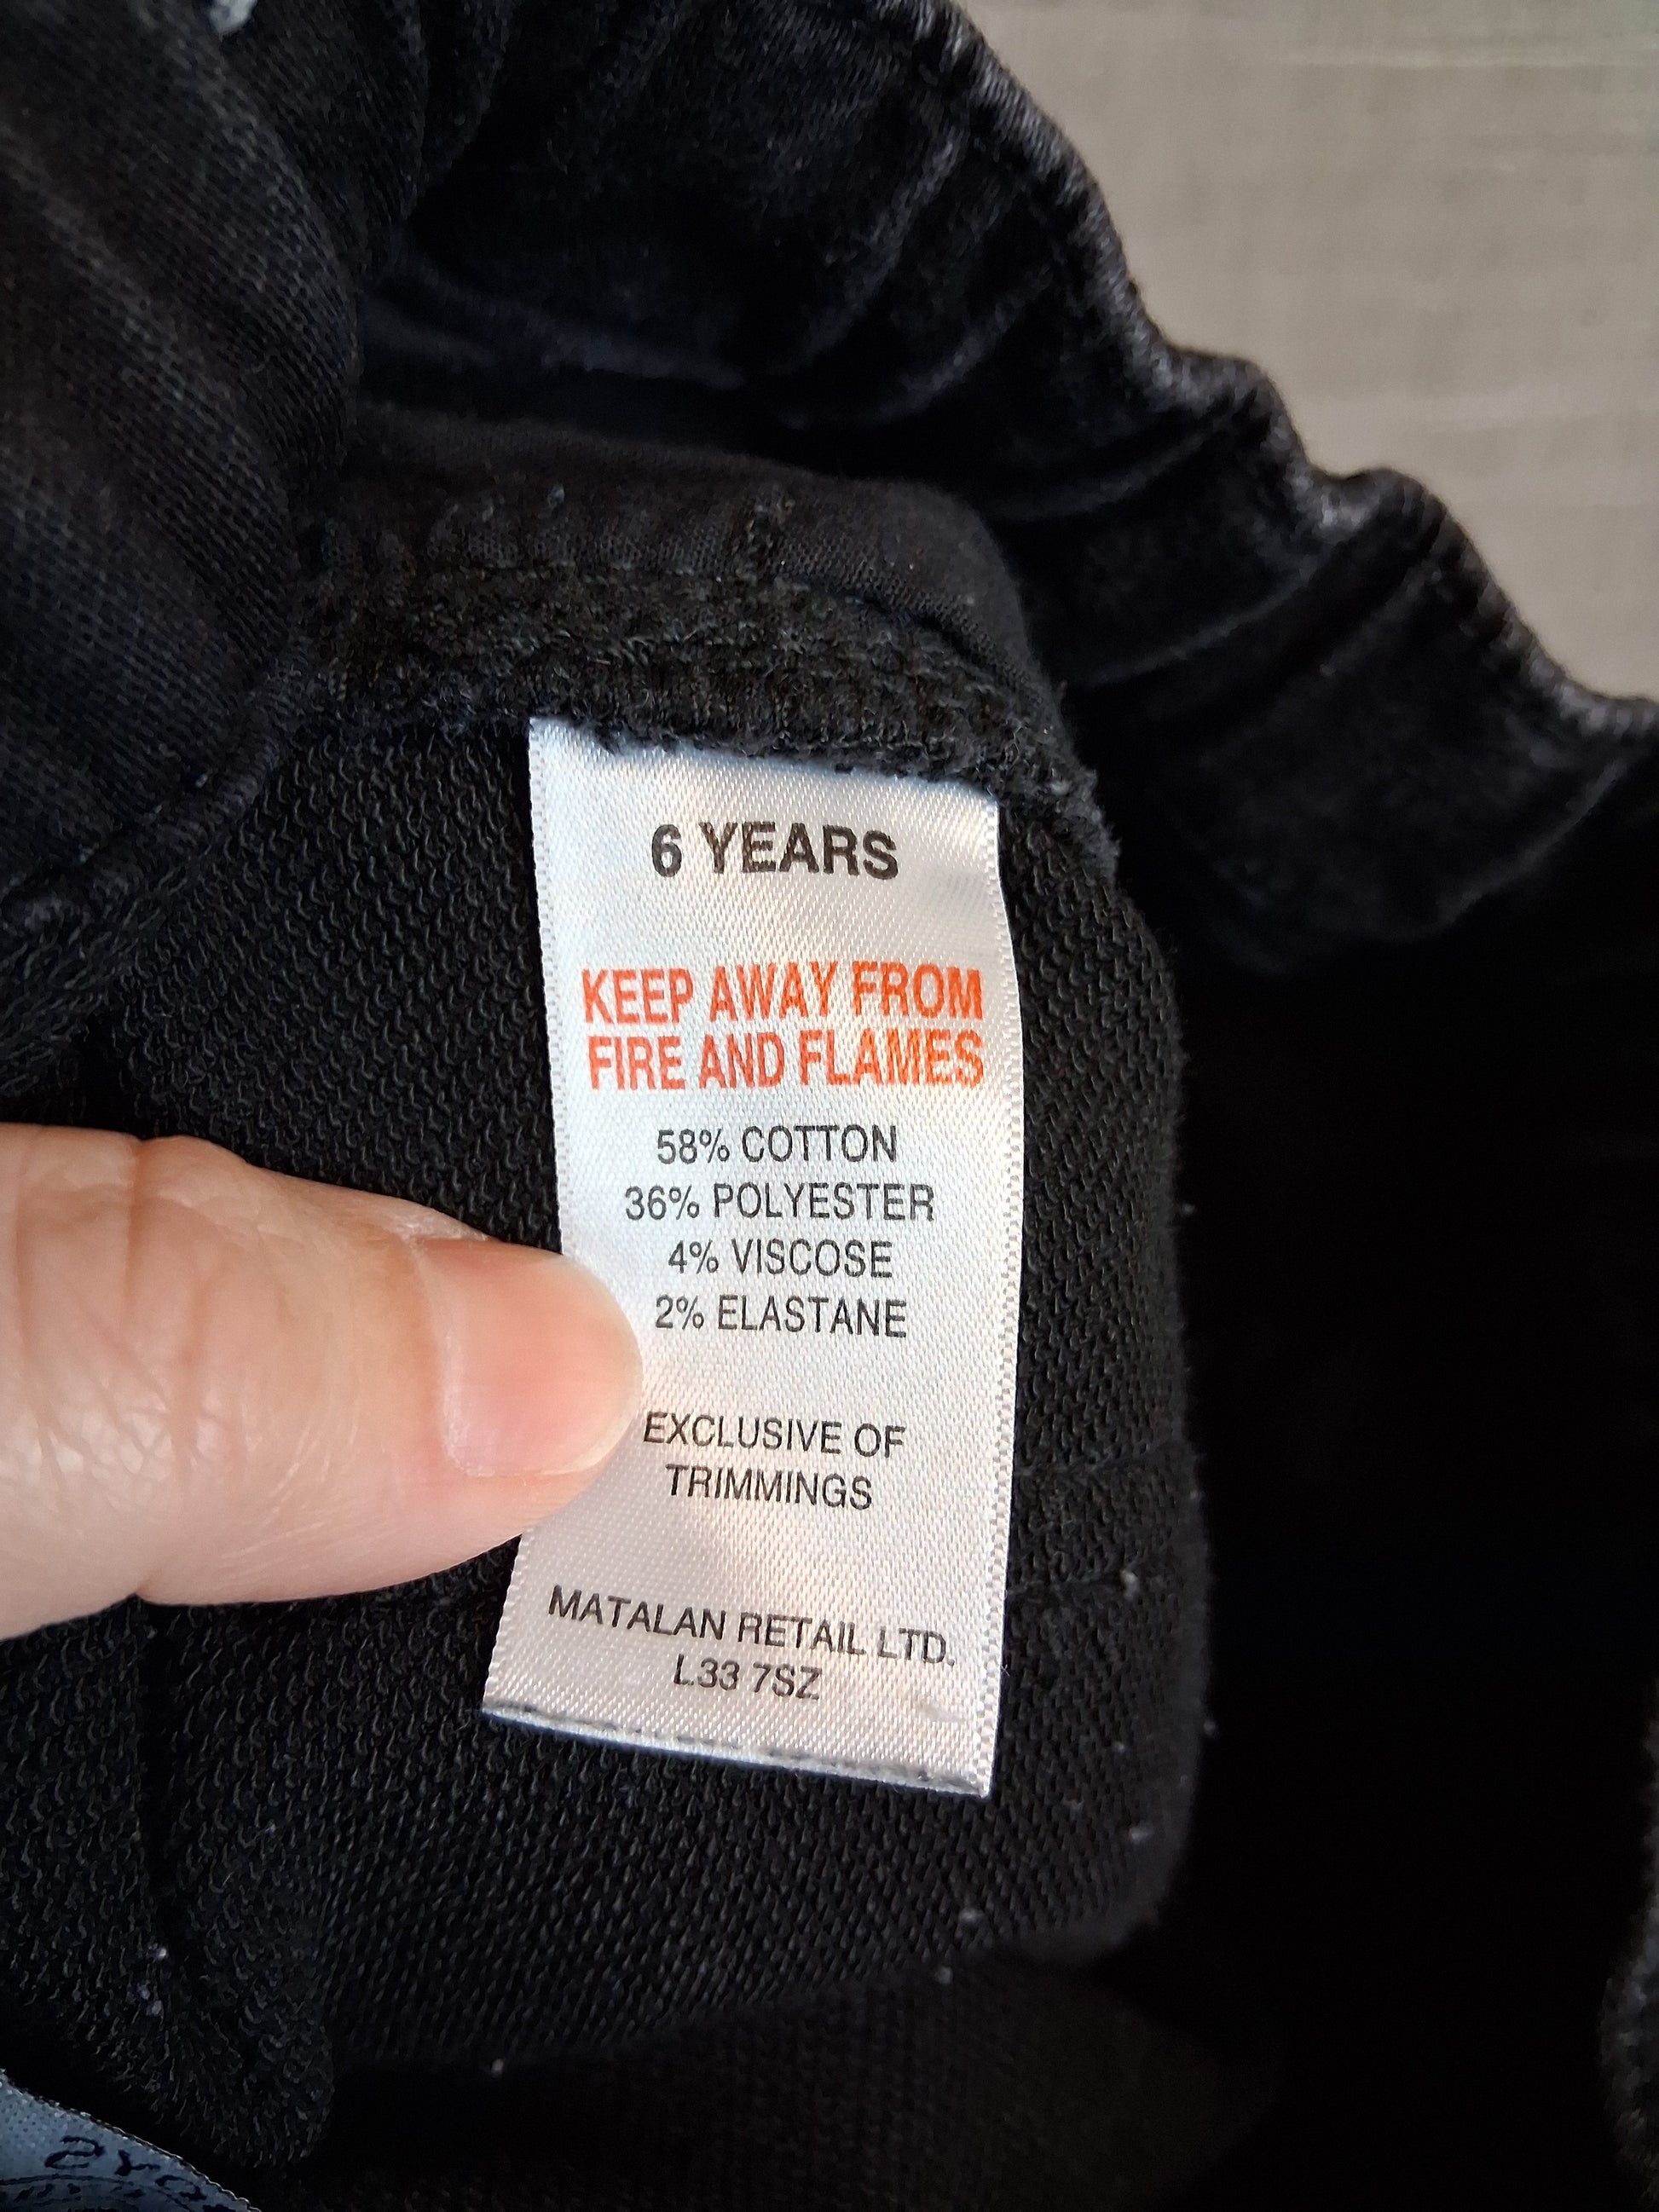 6 YEARS
KEEP AWAY FROM
FIRE AND FLAMES
58% COTTON
36% POLYESTER
4% VISCOSE
2% ELASTANE
EXCLUSIVE OF
TRIMMINGS
MATALAN RETAIL LTD.
L33 7SZ